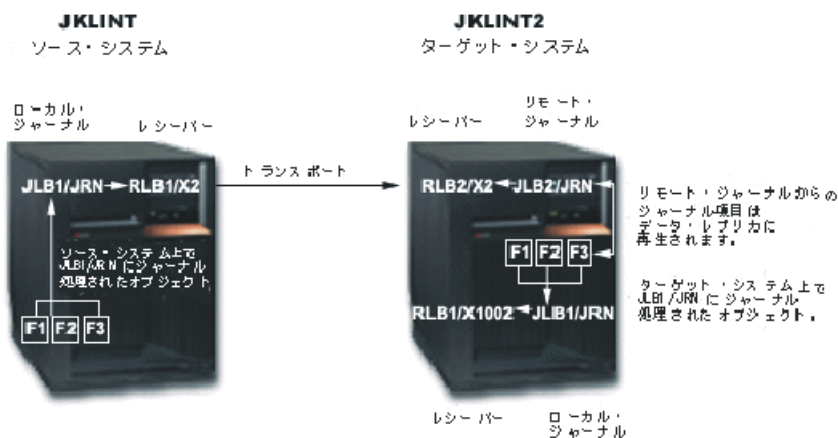 JKLINT
ソース・システム
JKLINT2
ターゲット・システム
ローカル・
ジャーナル
レシーバー
レシーバー
リモート・
ジャーナル
JLB1/JRN
RLB1/X2
トランスポート
RLB2/X2
JLB2/JRN
ソース・システム上で
JLB1/JRN にジャーナル
処理されたオブジェクト
F1 F2 F3
F1 F2 F3
RLB1/X1002
JLB1/JRN
リモート・ジャーナルからの
ジャーナル項目は
データ・レプリカに
再生されます。
ターゲット・システム上で
JLB1/JRN にジャーナル
処理されたオブジェクト。
レシーバー
ローカル・
ジャーナル